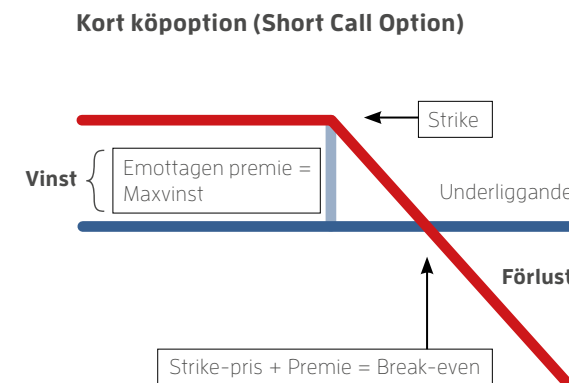 Kort köpoption (Short Call Option)
Strike
Vinst
Emottagen premie =
Maxvinst
Underliggande
Förlust
Strike-pris + Premie = Break-even